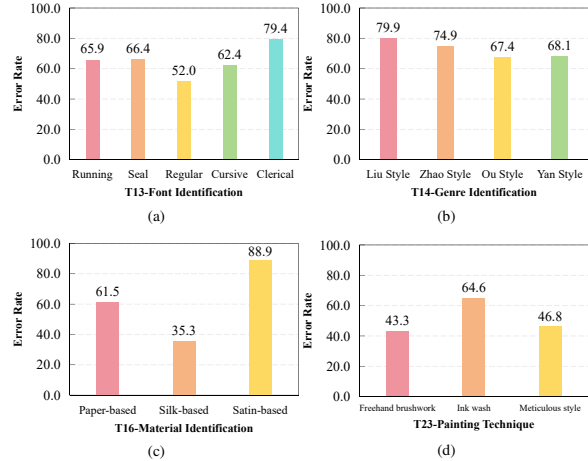 100.0
80.0
60.0
40.0
20.0
0.0
Error Rate
65.9
66.4
52.0
62.4
79.4
Running Seal Regular Cursive Clerical
T13-Font Identification
(a)
100.0
80.0
60.0
40.0
20.0
0.0
Error Rate
79.9
74.9
67.4
68.1
Liu Style Zhao Style Ou Style Yan Style
T14-Genre Identification
(b)
100.0
80.0
60.0
40.0
20.0
0.0
Error Rate
61.5
35.3
88.9
Paper-based Silk-based Satin-based
T16-Material Identification
(c)
100.0
80.0
60.0
40.0
20.0
0.0
Error Rate
43.3
64.6
46.8
Freehand brushwork Ink wash Meticulous style
T23-Painting Technique
(d)